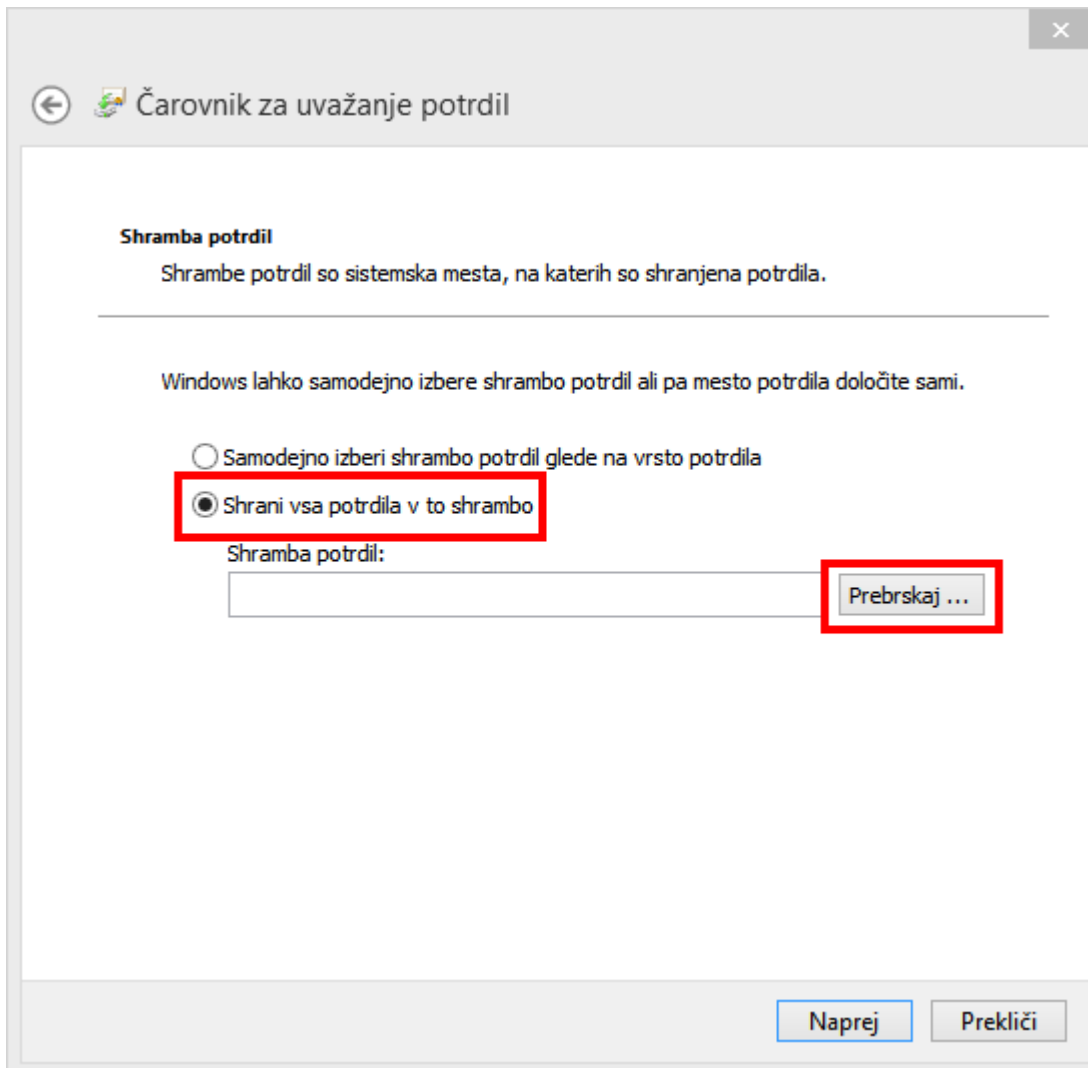 Čarovnik za uvažanje potrdil
Shramba potrdil
Shrambe potrdil so sistemska mesta, na katerih so shranjena potrdila.
Windows lahko samodejno izbere shrambo potrdil ali pa mesto potrdila določite sami.
Samodejno izberi shrambo potrdil glede na vrsto potrdila
Shrani vsa potrdila v to shrambo
Shramba potrdil:
Prebrskaj ...
Naprej Prekliči